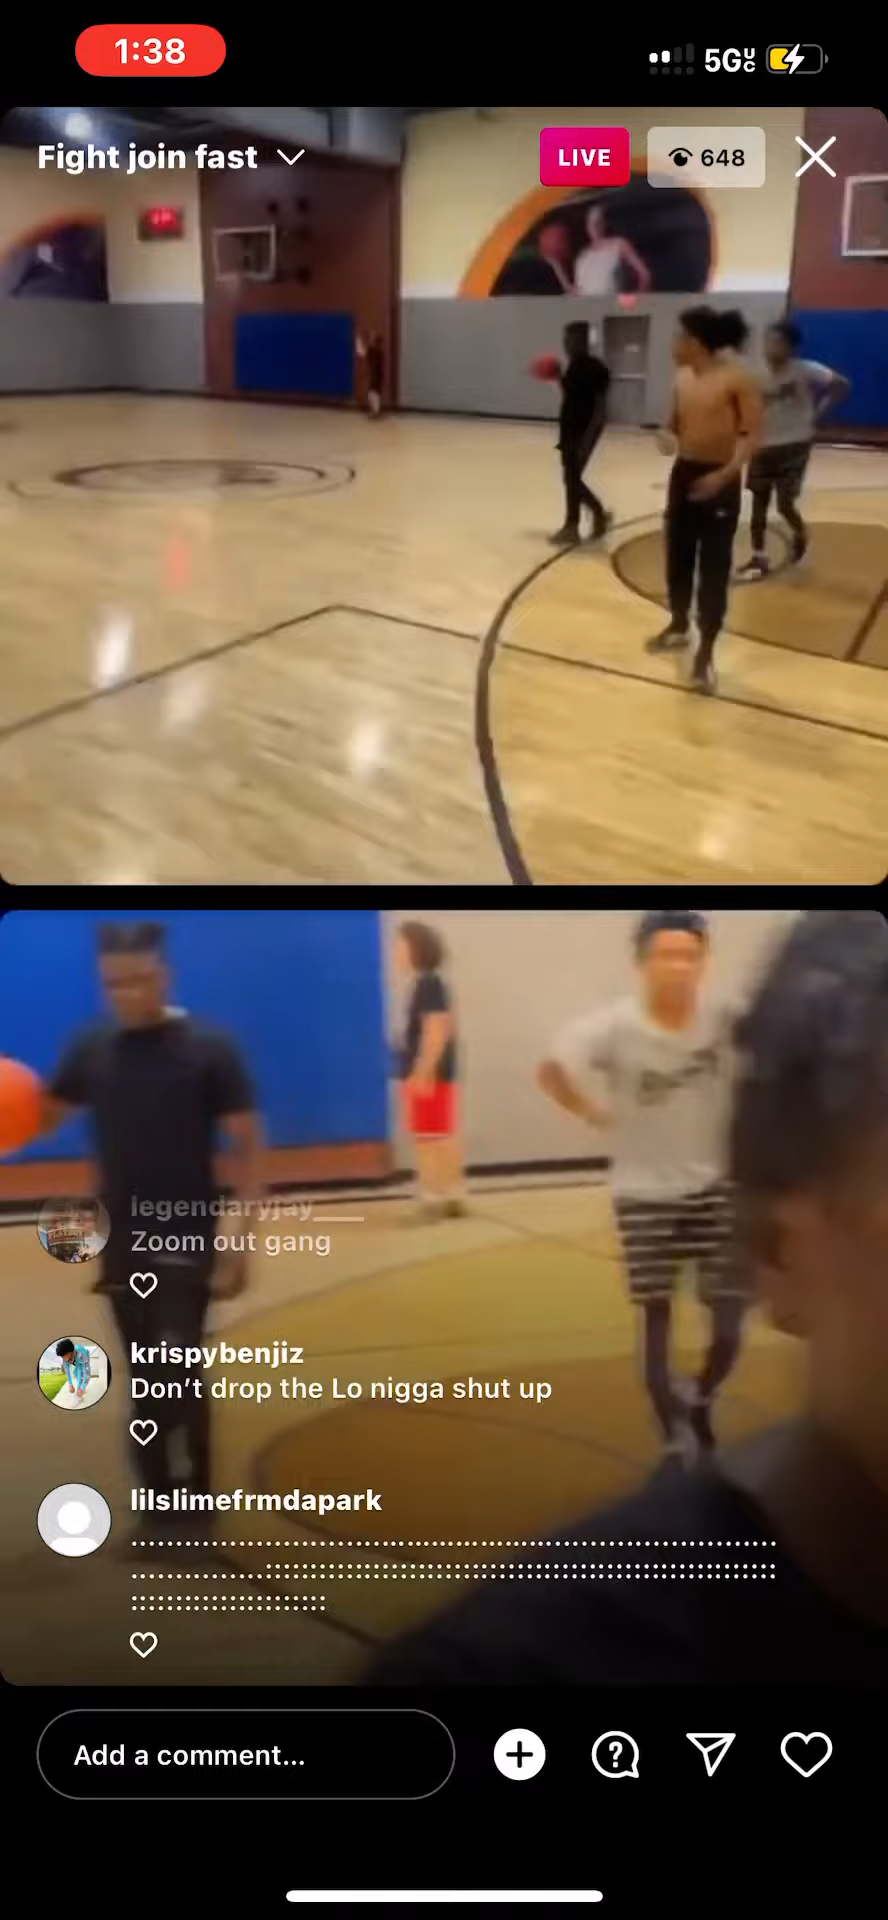 1:38
5G UC
Fight join fast
LIVE
648
legendaryjay___
Zoom out gang
krispybenjiz
Don't drop the Lo nigga shut up
lilslimefrmdapark
Add a comment...